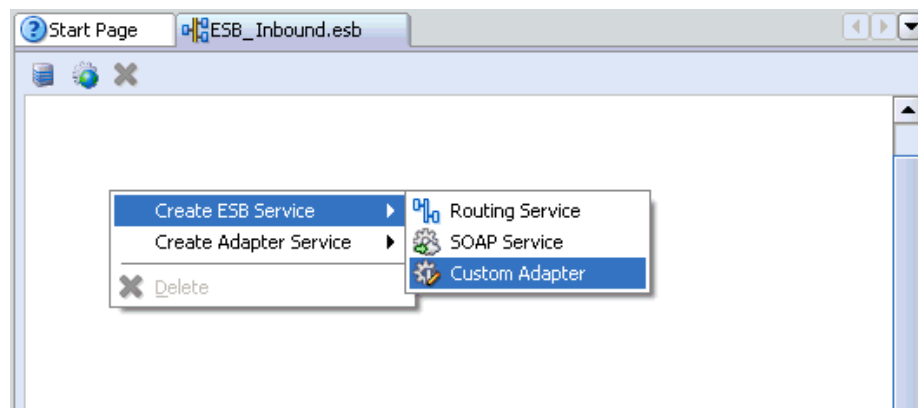 Start Page
ESB_Inbound.esb
Create ESB Service
Create Adapter Service
Delete
Routing Service
SOAP Service
Custom Adapter